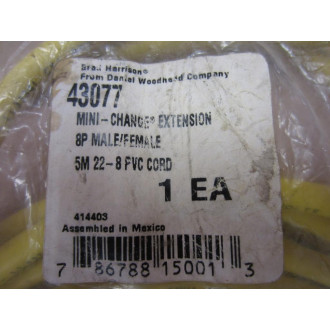 Brad Harrison®
From Daniel Woodhead Company
43077
MINI-CHANGE® EXTENSION
8P MALE/FEMALE
5M 22-8 PVC CORD
1 EA
414403
Assembled in Mexico
7 86788 15001 3